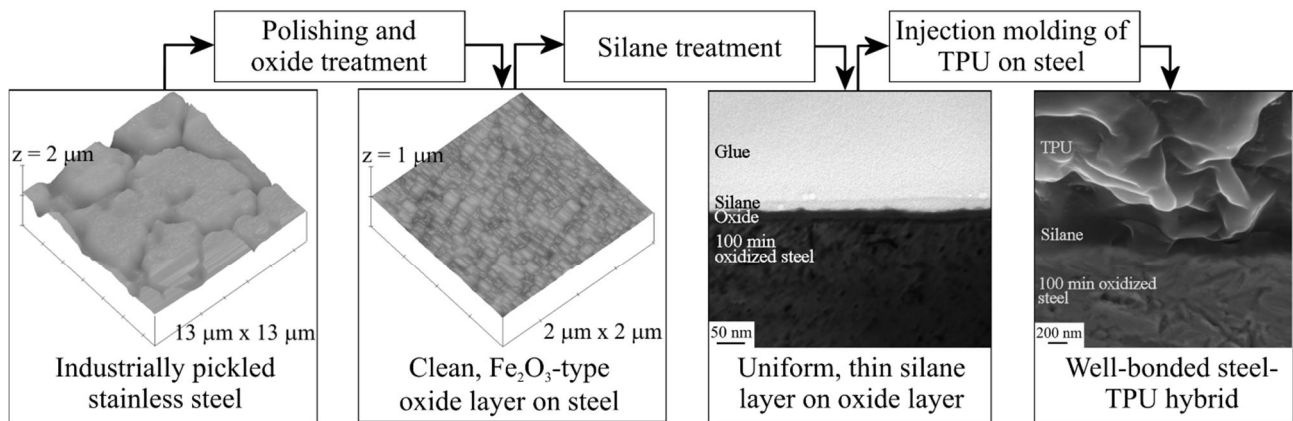 Polishing and
oxide treatment
Silane treatment
Injection molding of
TPU on steel
z = 2 µm
13 µm x 13 µm
Industrially pickled
stainless steel
z = 1 µm
2 µm x 2 µm
Clean, Fe₂O₃-type
oxide layer on steel
Glue
Silane
Oxide
100 min
oxidized steel
50 nm
Uniform, thin silane
layer on oxide layer
TPU
Silane
100 min oxidized
steel
200 nm
Well-bonded steel-
TPU hybrid